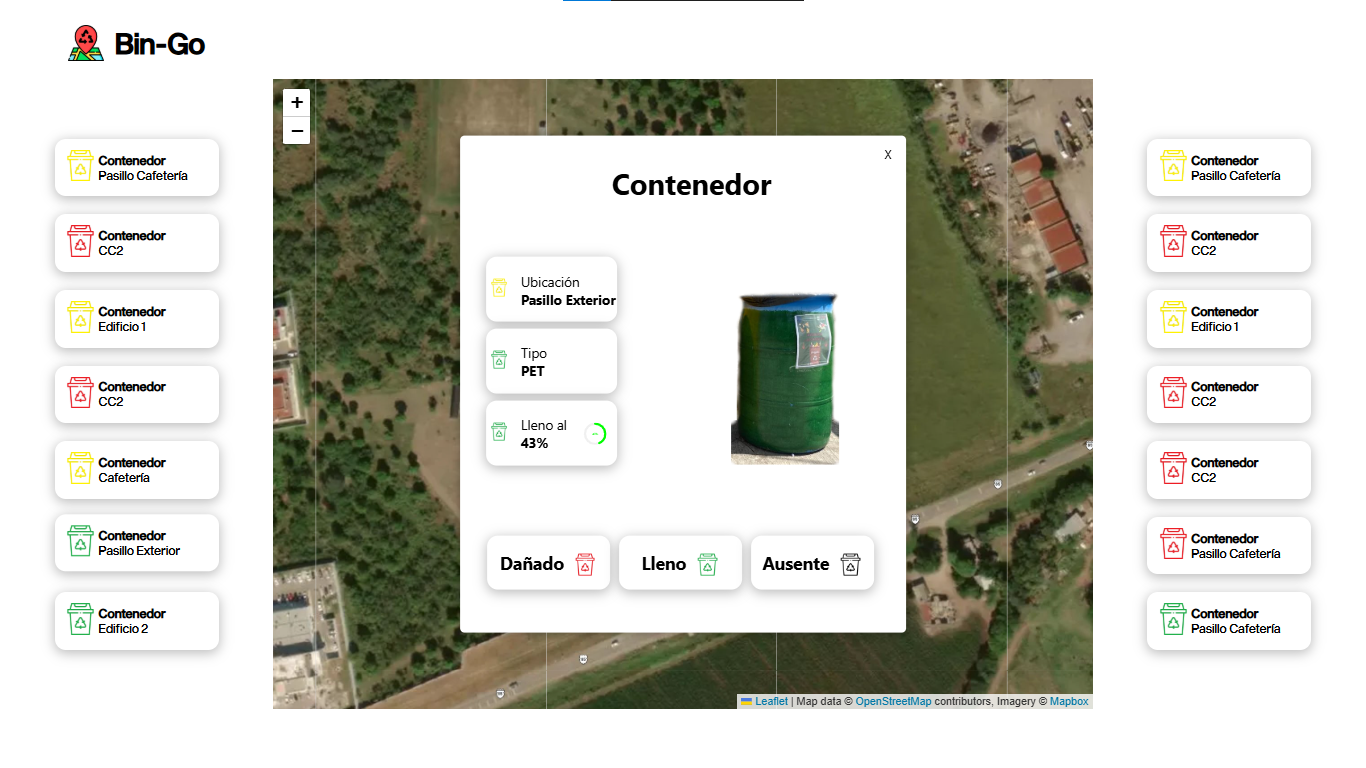 Bin-Go
Contenedor
Pasillo Cafetería
Contenedor
CC2
Contenedor
Edificio 1
Contenedor
CC2
Contenedor
Cafetería
Contenedor
Pasillo Exterior
Contenedor
Edificio 2
+
−
X
Contenedor
Ubicación
Pasillo Exterior
Tipo
PET
Lleno al
43%
Dañado
Lleno
Ausente
Leaflet | Map data © OpenStreetMap contributors, Imagery © Mapbox
Contenedor
Pasillo Cafetería
Contenedor
CC2
Contenedor
Edificio 1
Contenedor
CC2
Contenedor
CC2
Contenedor
Pasillo Cafetería
Contenedor
Pasillo Cafetería